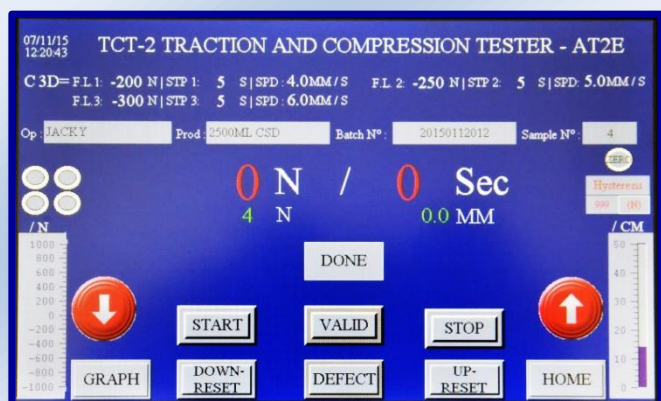 07/11/15
12:20:43
TCT-2 TRACTION AND COMPRESSION TESTER - AT2E
C 3D= F.L 1: -200 N | STP 1: 5 S | SPD : 4.0MM / S F.L 2: -250 N | STP 2: 5 S | SPD: 5.0MM / S
F.L.3: -300 N | STP 3: 5 S | SPD : 6.0MM / S
Op : JACKY Prod : 2500ML CSD Batch Nº : 20150112012 Sample Nº : 4
ZERO
0 N / 0 Sec
Hysteresis
4 N 0.0 MM
999 (N)
/ N
/ CM
1000
800
600
400
200
0
-200
-400
-600
-800
-1000
50
40
30
20
10
0
DONE
START VALID STOP
GRAPH DOWN-RESET DEFECT UP-RESET HOME